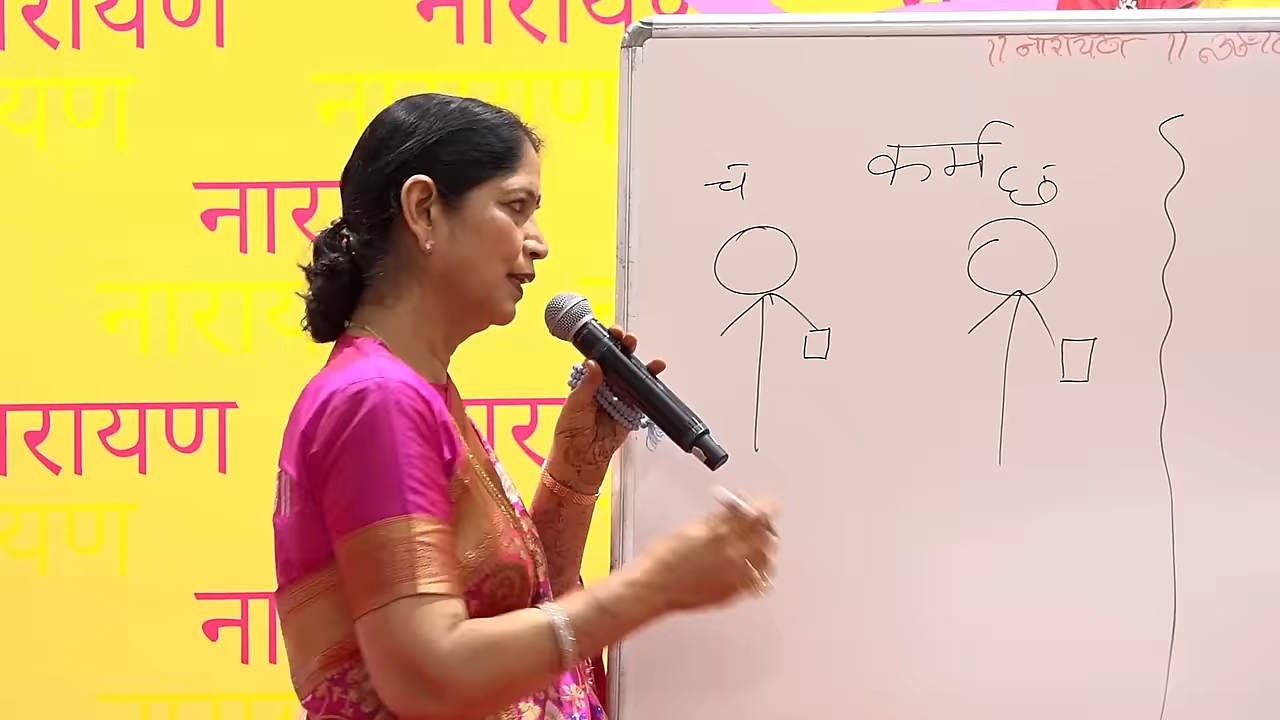 नारायण नारायण
रायण नारायण
नारा
नाराय
नारायण रा
रायण
ना
|| नारायण ||
कर्म
चं छं